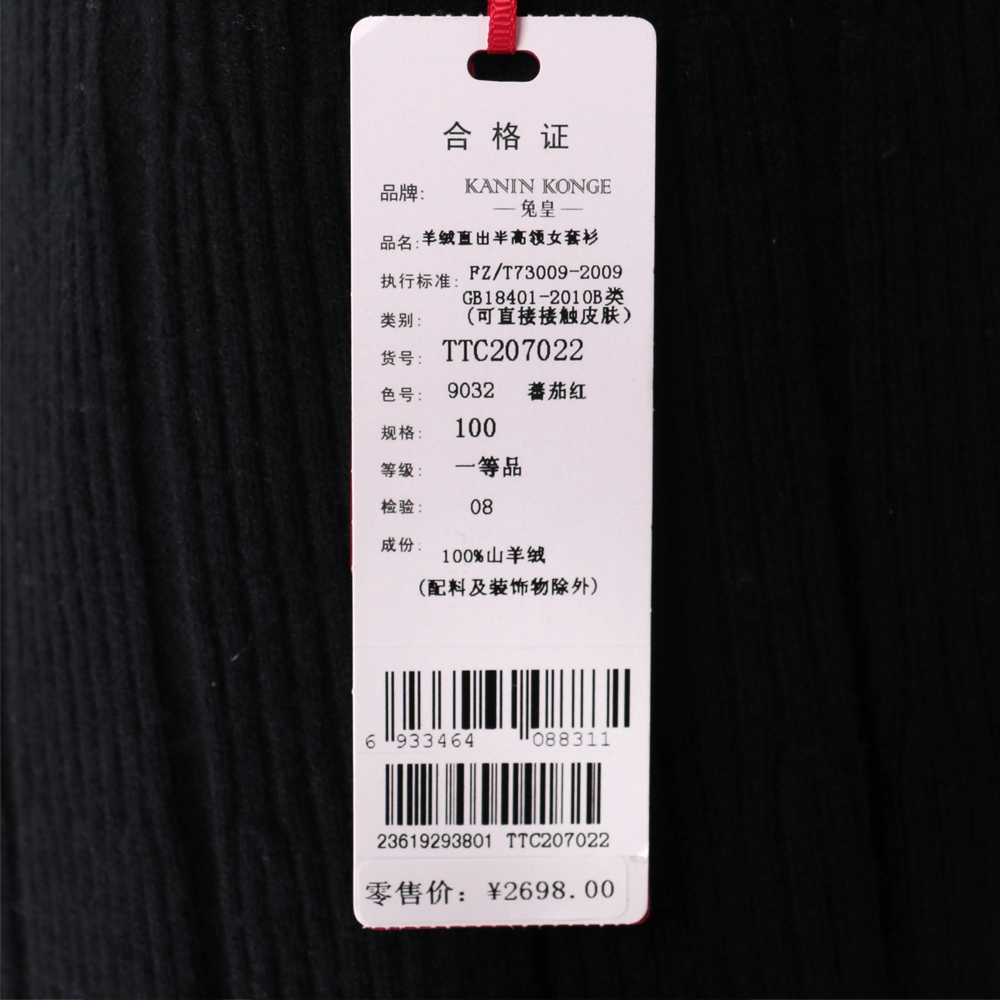 合格证
品牌: KANIN KONGE
—兔皇—
品名: 羊绒直出半高领女套衫
执行标准: FZ/T73009-2009
GB18401-2010B类
类别: (可直接接触皮肤)
货号: TTC207022
色号: 9032 蕃茄红
规格: 100
等级: 一等品
检验: 08
成份: 100%山羊绒
(配料及装饰物除外)
6 933464 088311
23619293801 TTC207022
零售价: ¥2698.00